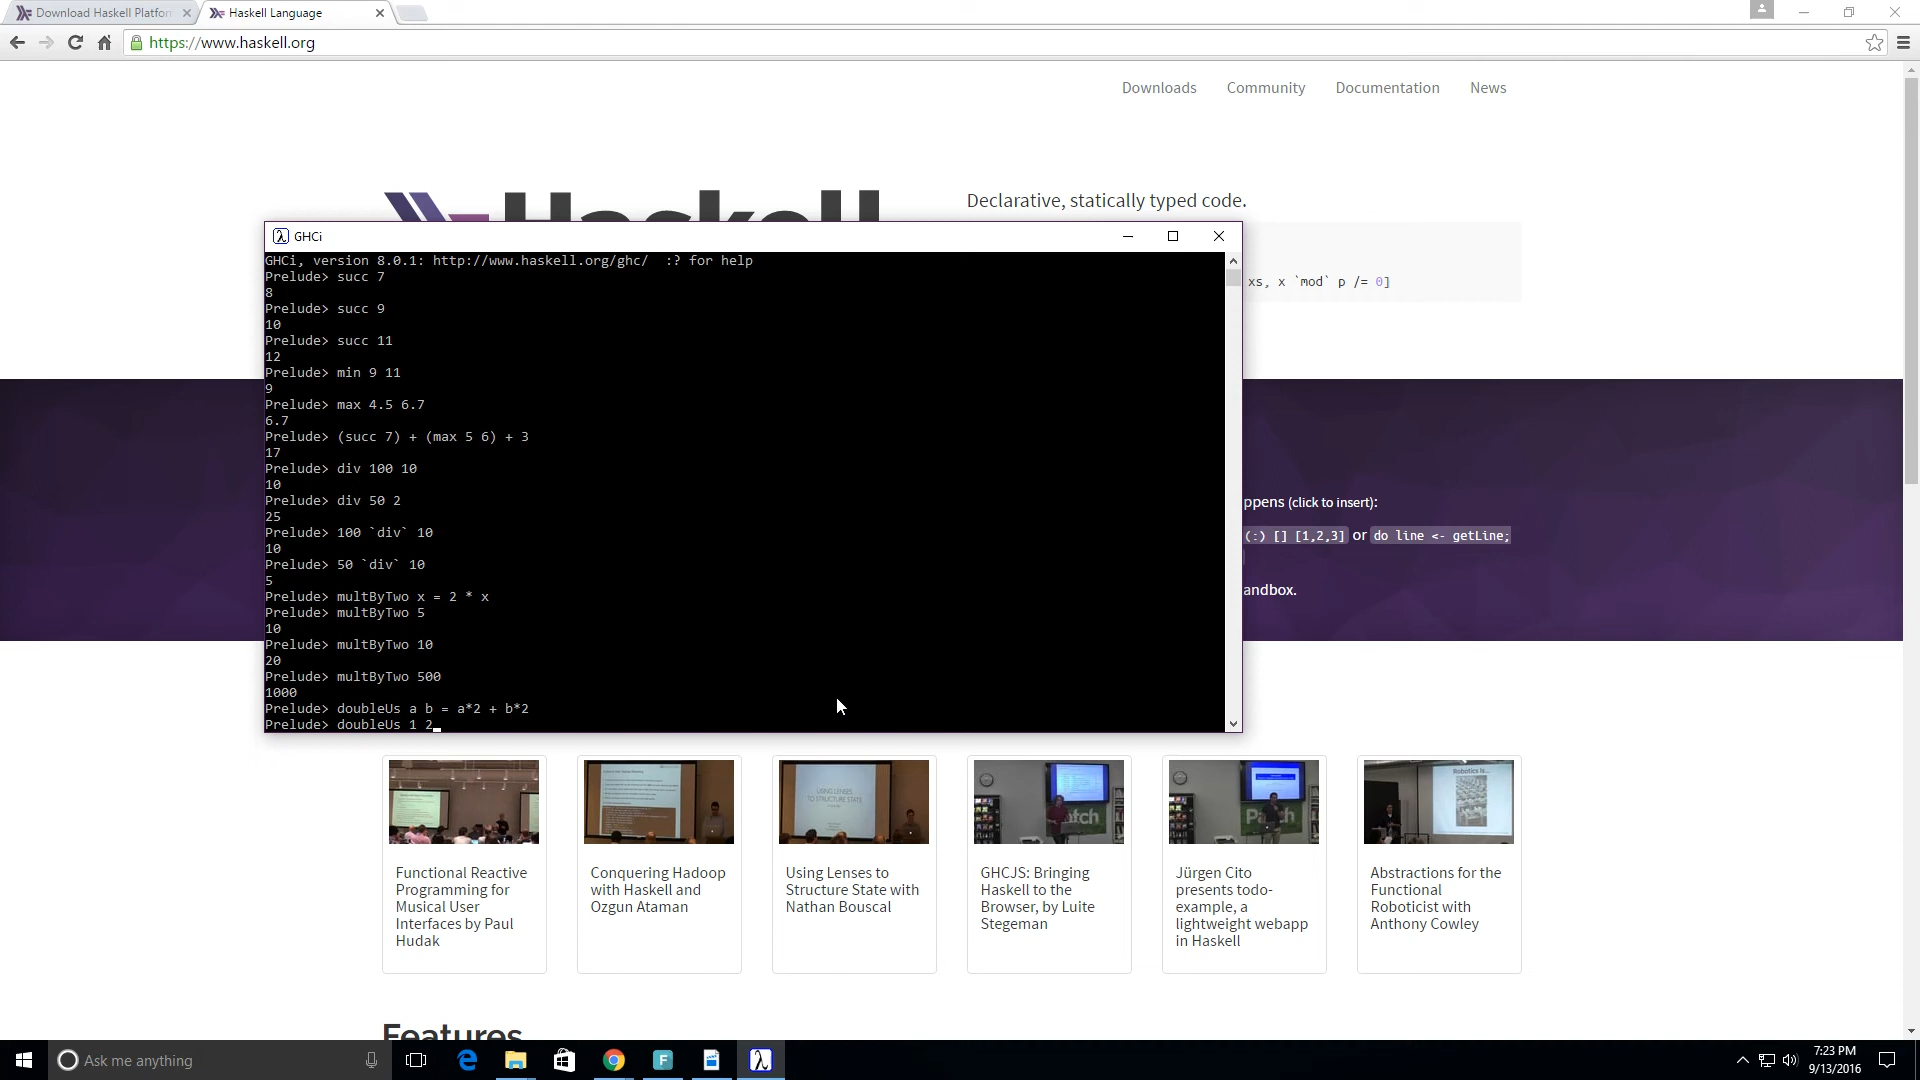 Download Haskell Platfor
Haskell Language
https://www.haskell.org
Downloads Community Documentation News
Haskell
Declarative, statically typed code.
GHCi
xs, x `mod` p /= 0]
GHCi, version 8.0.1: http://www.haskell.org/ghc/  :? for help
Prelude> succ 7
8
Prelude> succ 9
10
Prelude> succ 11
12
Prelude> min 9 11
9
Prelude> max 4.5 6.7
6.7
Prelude> (succ 7) + (max 5 6) + 3
17
Prelude> div 100 10
10
Prelude> div 50 2
25
Prelude> 100 `div` 10
10
Prelude> 50 `div` 10
5
Prelude> multByTwo x = 2 * x
Prelude> multByTwo 5
10
Prelude> multByTwo 10
20
Prelude> multByTwo 500
1000
Prelude> doubleUs a b = a*2 + b*2
Prelude> doubleUs 1 2
ppens (click to insert):
(:) [] [1,2,3] or do line <- getLine;
andbox.
USING LENSES
TO STRUCTURE STATE
Robotics is...
Functional Reactive
Programming for
Musical User
Interfaces by Paul
Hudak
Conquering Hadoop
with Haskell and
Ozgun Ataman
Using Lenses to
Structure State with
Nathan Bouscal
GHCJS: Bringing
Haskell to the
Browser, by Luite
Stegeman
Jürgen Cito
presents todo-
example, a
lightweight webapp
in Haskell
Abstractions for the
Functional
Roboticist with
Anthony Cowley
Features
Ask me anything
7:23 PM
9/13/2016